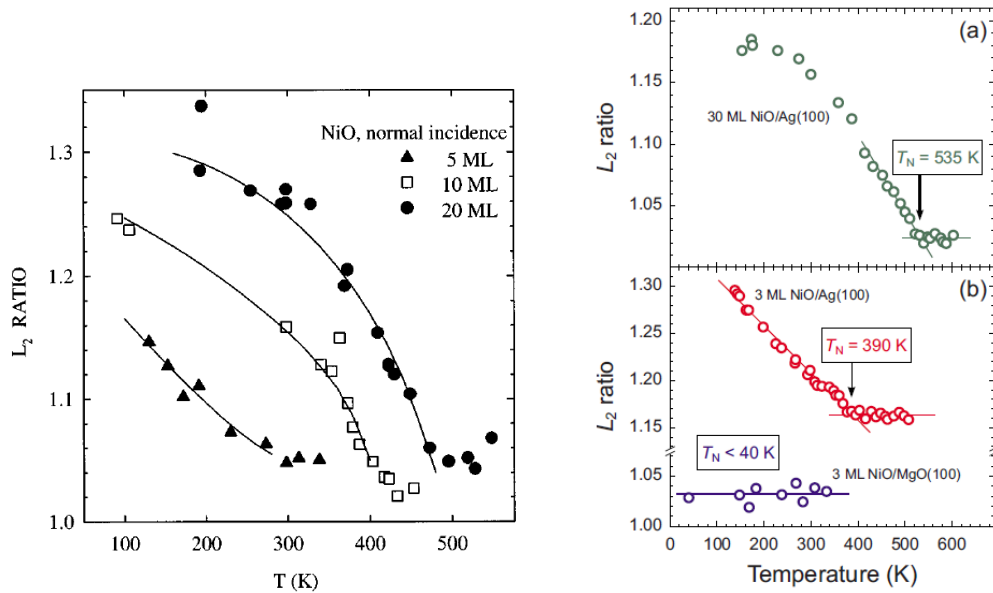 L₂ RATIO
1.3
1.2
1.1
1.0
NiO, normal incidence
5 ML
10 ML
20 ML
100 200 300 400 500
T (K)
(a)
L₂ ratio
1.20
1.15
1.10
1.05
1.00
30 ML NiO/Ag(100)
T_N = 535 K
(b)
L₂ ratio
1.30
1.25
1.20
1.15
1.05
1.00
3 ML NiO/Ag(100)
T_N = 390 K
T_N < 40 K
3 ML NiO/MgO(100)
0 100 200 300 400 500 600
Temperature (K)